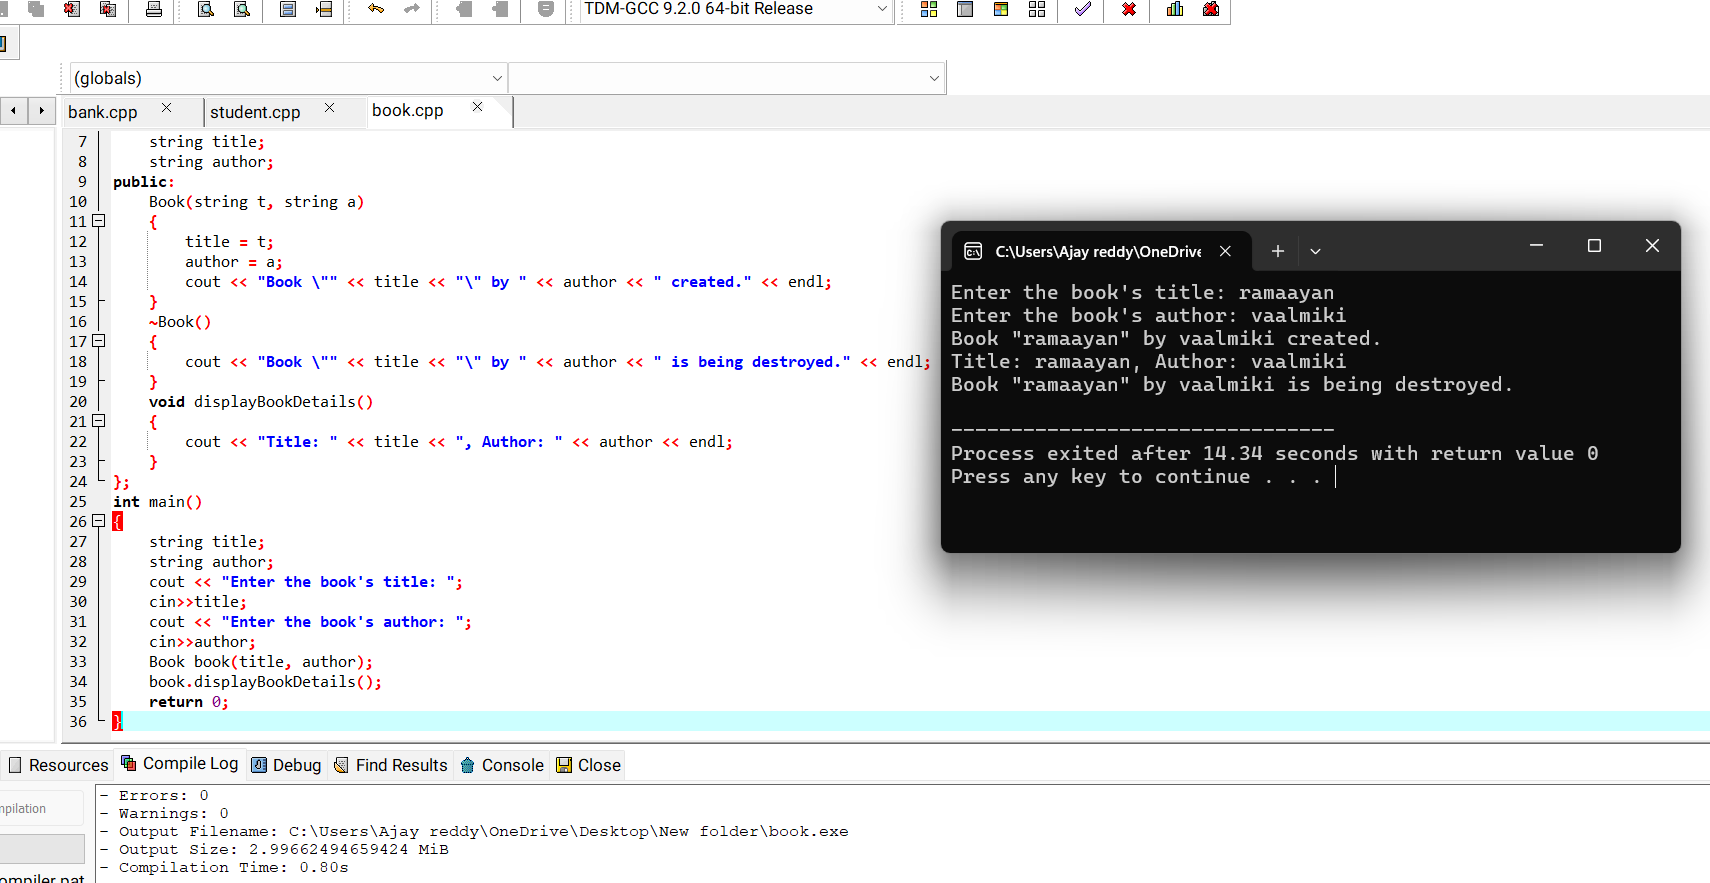 TDM-GCC 9.2.0 64-bit Release
(globals)
bank.cpp
student.cpp
book.cpp
7 string title;
8 string author;
9 public:
10 Book(string t, string a)
11 {
12 title = t;
13 author = a;
14 cout << "Book \"" << title << "\" by " << author << " created." << endl;
15 }
16 ~Book()
17 {
18 cout << "Book \"" << title << "\" by " << author << " is being destroyed." << endl;
19 }
20 void displayBookDetails()
21 {
22 cout << "Title: " << title << ", Author: " << author << endl;
23 }
24 };
25 int main()
26 {
27 string title;
28 string author;
29 cout << "Enter the book's title: ";
30 cin>>title;
31 cout << "Enter the book's author: ";
32 cin>>author;
33 Book book(title, author);
34 book.displayBookDetails();
35 return 0;
36 }
C:\Users\Ajay reddy\OneDrive
Enter the book's title: ramaayan
Enter the book's author: vaalmiki
Book "ramaayan" by vaalmiki created.
Title: ramaayan, Author: vaalmiki
Book "ramaayan" by vaalmiki is being destroyed.
--------------------------------
Process exited after 14.34 seconds with return value 0
Press any key to continue . . .
Resources
Compile Log
Debug
Find Results
Console
Close
mpilation
ompiler pat
- Errors: 0
- Warnings: 0
- Output Filename: C:\Users\Ajay reddy\OneDrive\Desktop\New folder\book.exe
- Output Size: 2.99662494659424 MiB
- Compilation Time: 0.80s